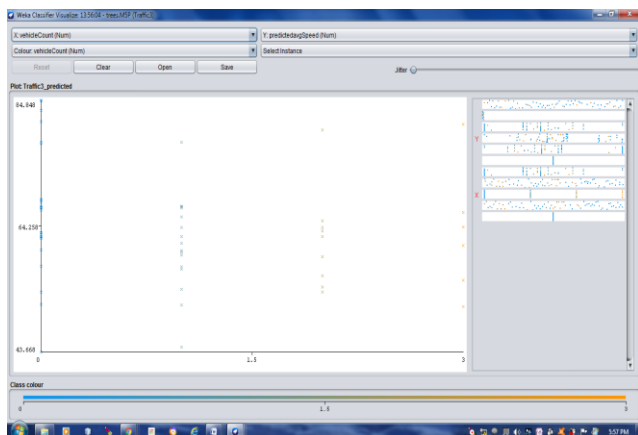 Weka Classifier Visualize: 13:56:04 - trees.M5P (Traffic3)
X: vehicleCount (Num)
Y: predictedavgSpeed (Num)
Colour: vehicleCount (Num)
Select Instance
Reset
Clear
Open
Save
Jitter
Plot: Traffic3_predicted
84.848
Y
X
64.258
43.668
0
1.5
3
Class colour
0
1.5
3
5:57 PM